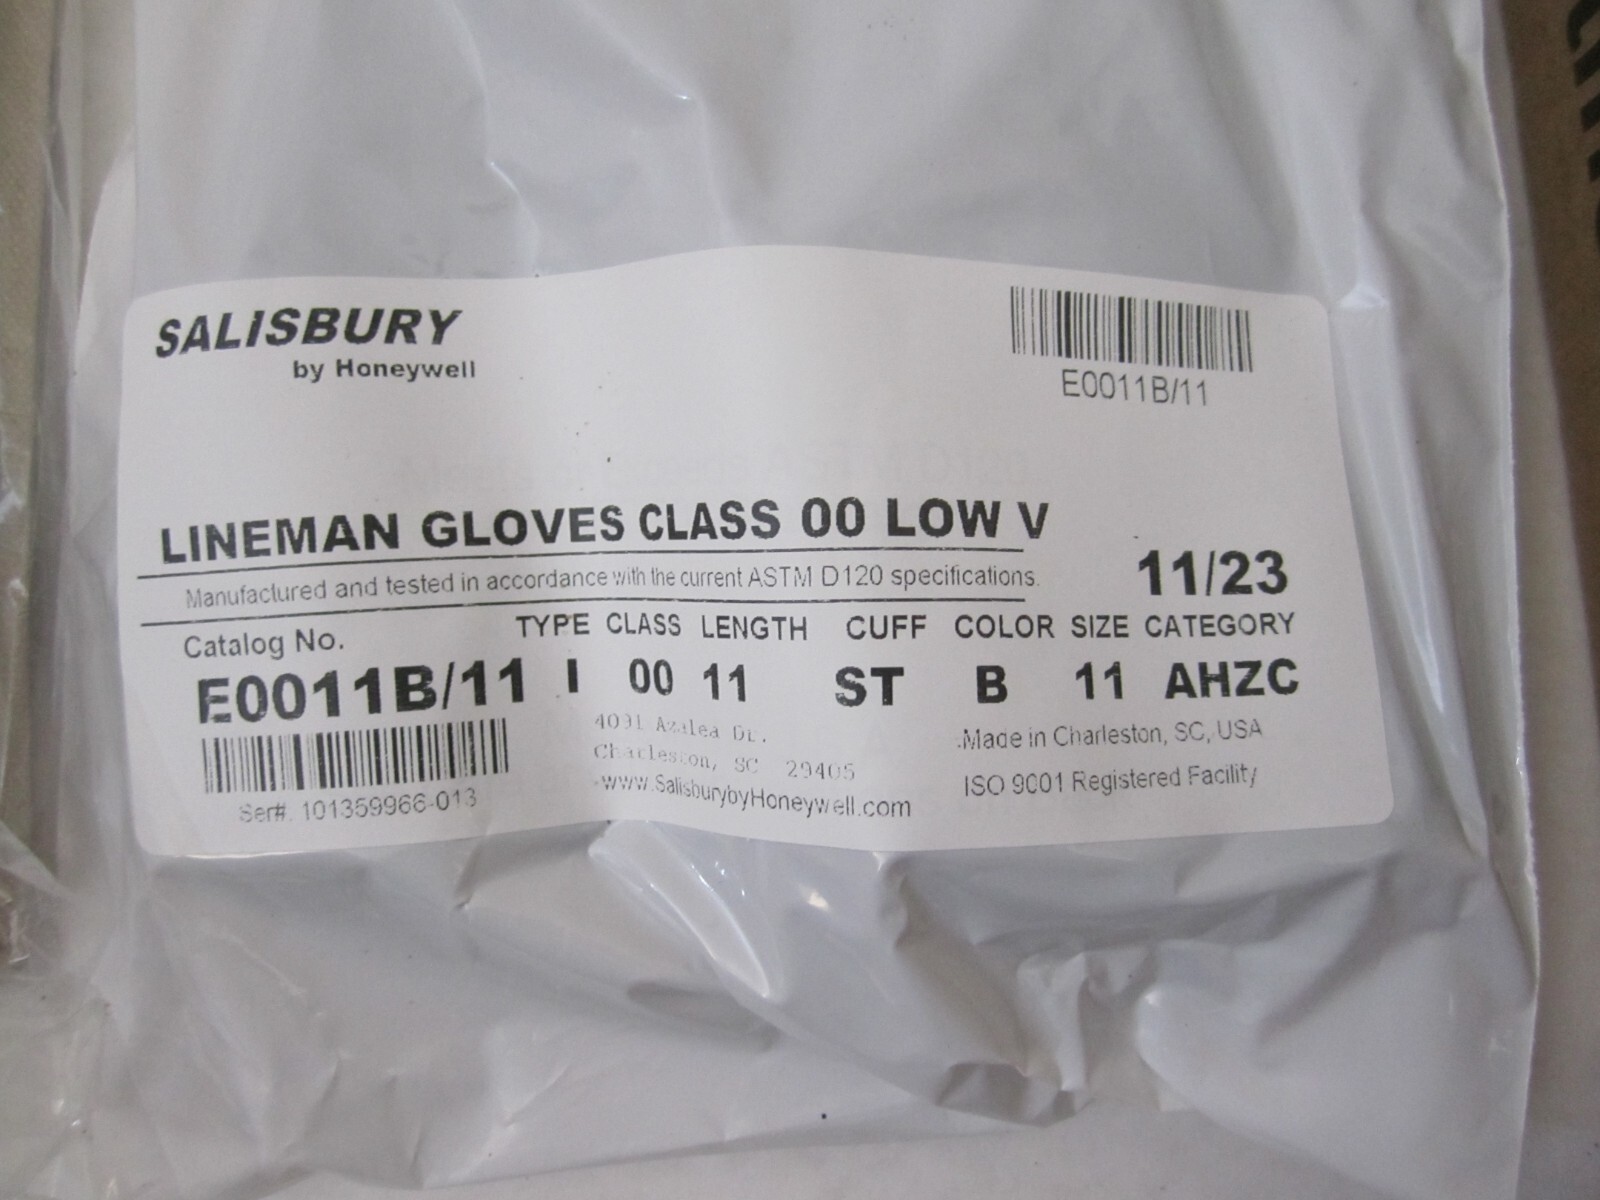 SALISBURY
by Honeywell
E0011B/11
LINEMAN GLOVES CLASS 00 LOW V
Manufactured and tested in accordance with the current ASTM D120 specifications.
11/23
Catalog No. TYPE CLASS LENGTH CUFF COLOR SIZE CATEGORY
E0011B/11 I 00 11 ST B 11 AHZC
4091 Azalea Dr.
Charleston, SC 29405
www.SalisburybyHoneywell.com
Made in Charleston, SC, USA
ISO 9001 Registered Facility
Ser#. 101359966-013